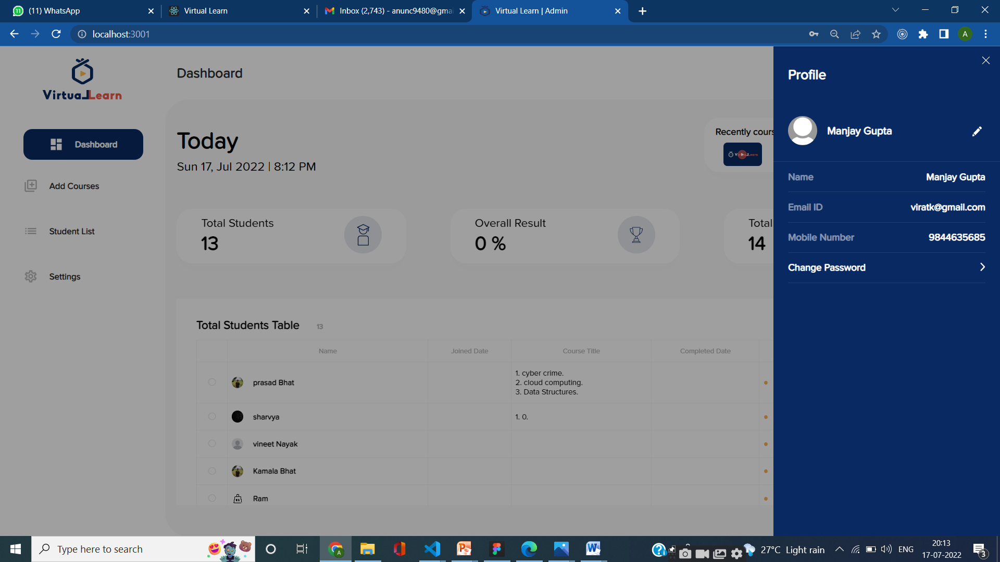 (11) WhatsApp
Virtual Learn
Inbox (2,743) - anunc9480@gma
Virtual Learn | Admin
localhost:3001
A
VirtuaLLearn
Dashboard
Add Courses
Student List
Settings
Dashboard
Today
Sun 17, Jul 2022 | 8:12 PM
Recently cours
Total Students
13
Overall Result
0 %
Total
14
Total Students Table 13
Name Joined Date Course Title Completed Date
prasad Bhat
1. cyber crime.
2. cloud computing.
3. Data Structures.
sharvya 1. 0.
vineet Nayak
Kamala Bhat
Ram
Profile
Manjay Gupta
Name Manjay Gupta
Email ID viratk@gmail.com
Mobile Number 9844635685
Change Password
Type here to search
27°C Light rain
ENG
20:13
17-07-2022
3